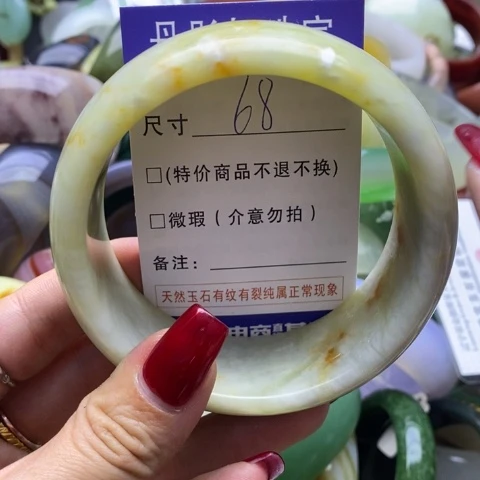 尺寸 68
□(特价商品不退不换)
□微瑕(介意勿拍)
备注:
天然玉石有纹有裂纯属正常现象